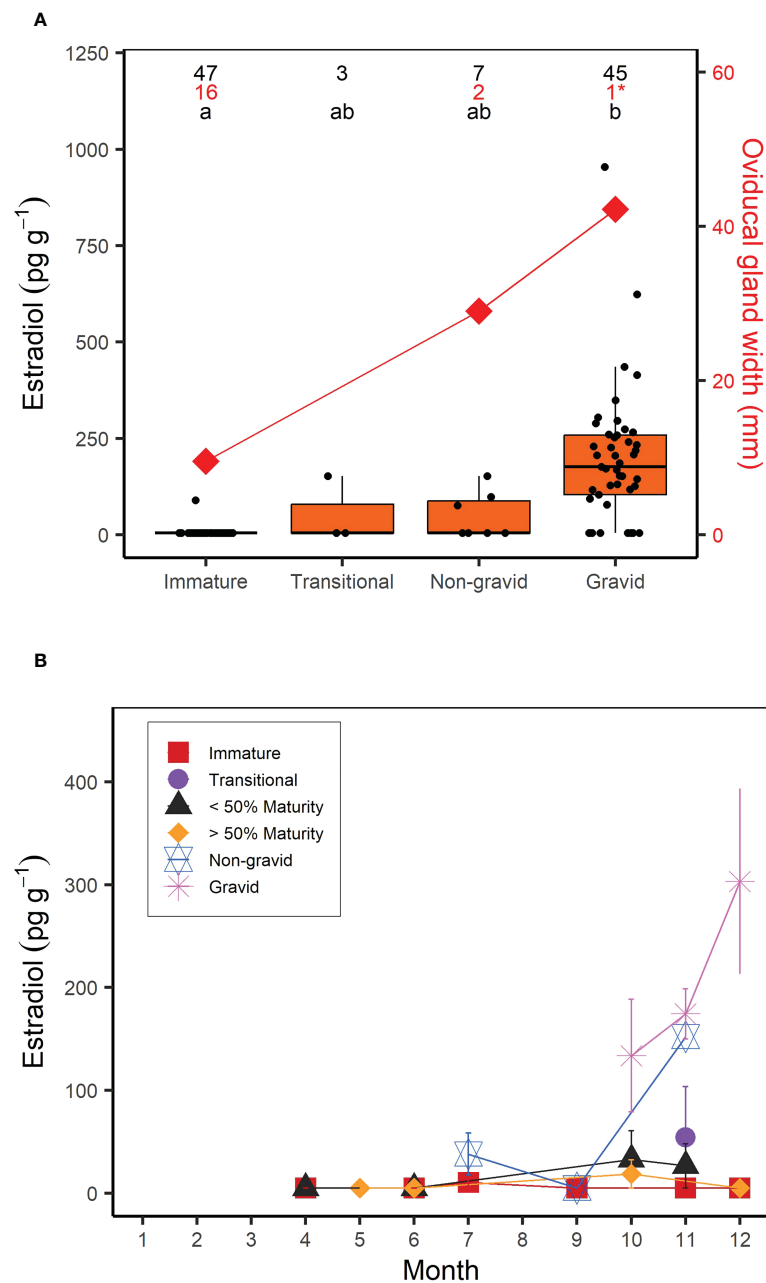 A
1250
1000
750
500
250
0
Estradiol (pg g⁻¹)
47 3 7 45
16 2 1*
a ab ab b
60
40
20
0
Oviducal gland width (mm)
Immature Transitional Non-gravid Gravid
B
400
300
200
100
0
Estradiol (pg g⁻¹)
Immature
Transitional
< 50% Maturity
> 50% Maturity
Non-gravid
Gravid
1 2 3 4 5 6 7 8 9 10 11 12
Month